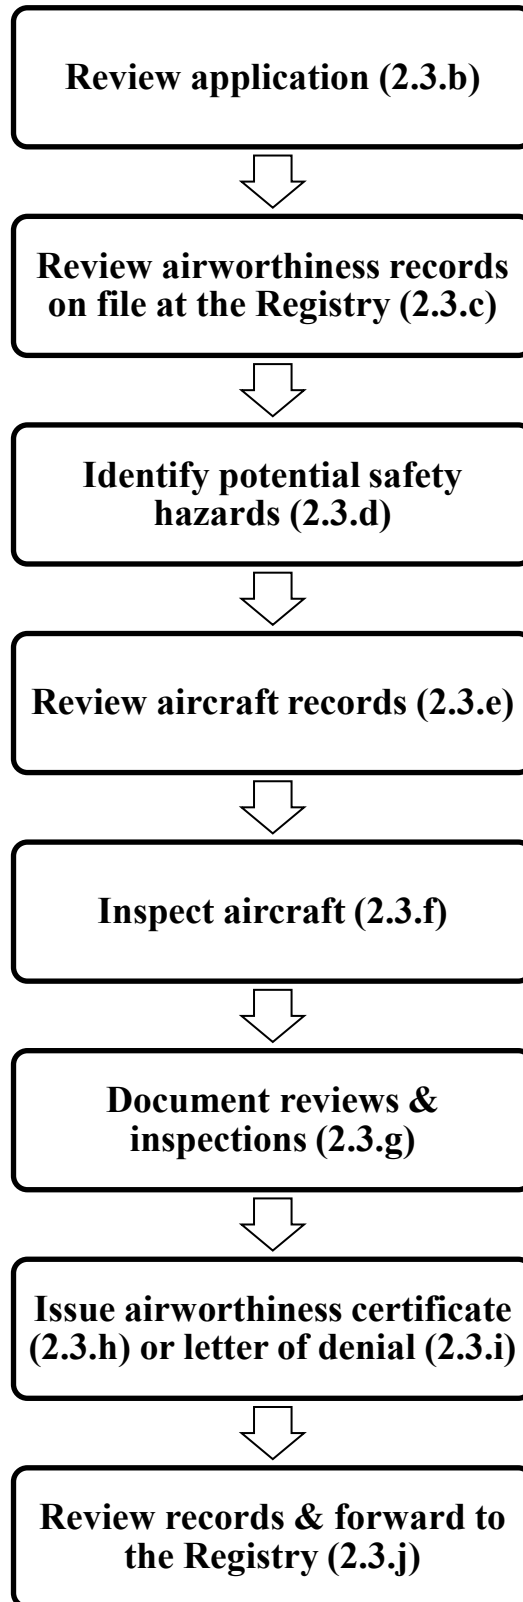 Review application (2.3.b)
Review airworthiness records
on file at the Registry (2.3.c)
Identify potential safety
hazards (2.3.d)
Review aircraft records (2.3.e)
Inspect aircraft (2.3.f)
Document reviews &
inspections (2.3.g)
Issue airworthiness certificate
(2.3.h) or letter of denial (2.3.i)
Review records & forward to
the Registry (2.3.j)